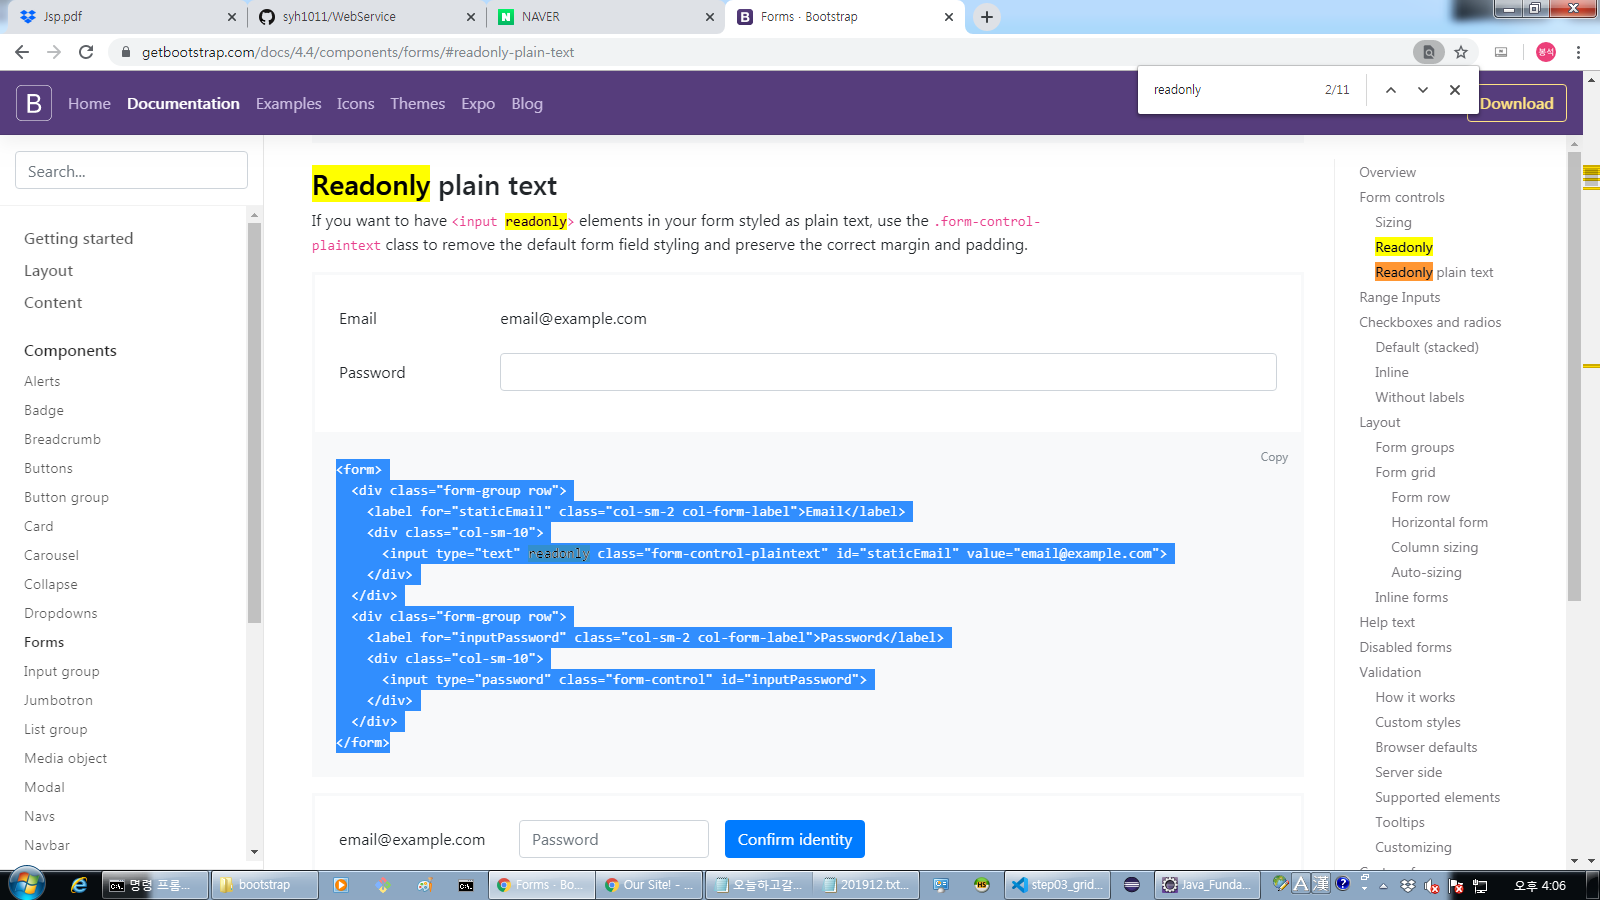 Jsp.pdf
syh1011/WebService
NAVER
Forms · Bootstrap
getbootstrap.com/docs/4.4/components/forms/#readonly-plain-text
봉석
readonly 2/11
B Home Documentation Examples Icons Themes Expo Blog Download
Search...
Getting started
Layout
Content
Components
Alerts
Badge
Breadcrumb
Buttons
Button group
Card
Carousel
Collapse
Dropdowns
Forms
Input group
Jumbotron
List group
Media object
Modal
Navs
Navbar
Readonly plain text
If you want to have <input readonly> elements in your form styled as plain text, use the .form-control-
plaintext class to remove the default form field styling and preserve the correct margin and padding.
Email email@example.com
Password
Copy
<form>
  <div class="form-group row">
    <label for="staticEmail" class="col-sm-2 col-form-label">Email</label>
    <div class="col-sm-10">
      <input type="text" readonly class="form-control-plaintext" id="staticEmail" value="email@example.com">
    </div>
  </div>
  <div class="form-group row">
    <label for="inputPassword" class="col-sm-2 col-form-label">Password</label>
    <div class="col-sm-10">
      <input type="password" class="form-control" id="inputPassword">
    </div>
  </div>
</form>
email@example.com Password Confirm identity
Overview
Form controls
Sizing
Readonly
Readonly plain text
Range Inputs
Checkboxes and radios
Default (stacked)
Inline
Without labels
Layout
Form groups
Form grid
Form row
Horizontal form
Column sizing
Auto-sizing
Inline forms
Help text
Disabled forms
Validation
How it works
Custom styles
Browser defaults
Server side
Supported elements
Tooltips
Customizing
명령 프롬...
bootstrap
Forms · Bo...
Our Site! - ...
오늘하고갈...
201912.txt...
step03_grid...
Java_Funda...
A 漢
오후 4:06